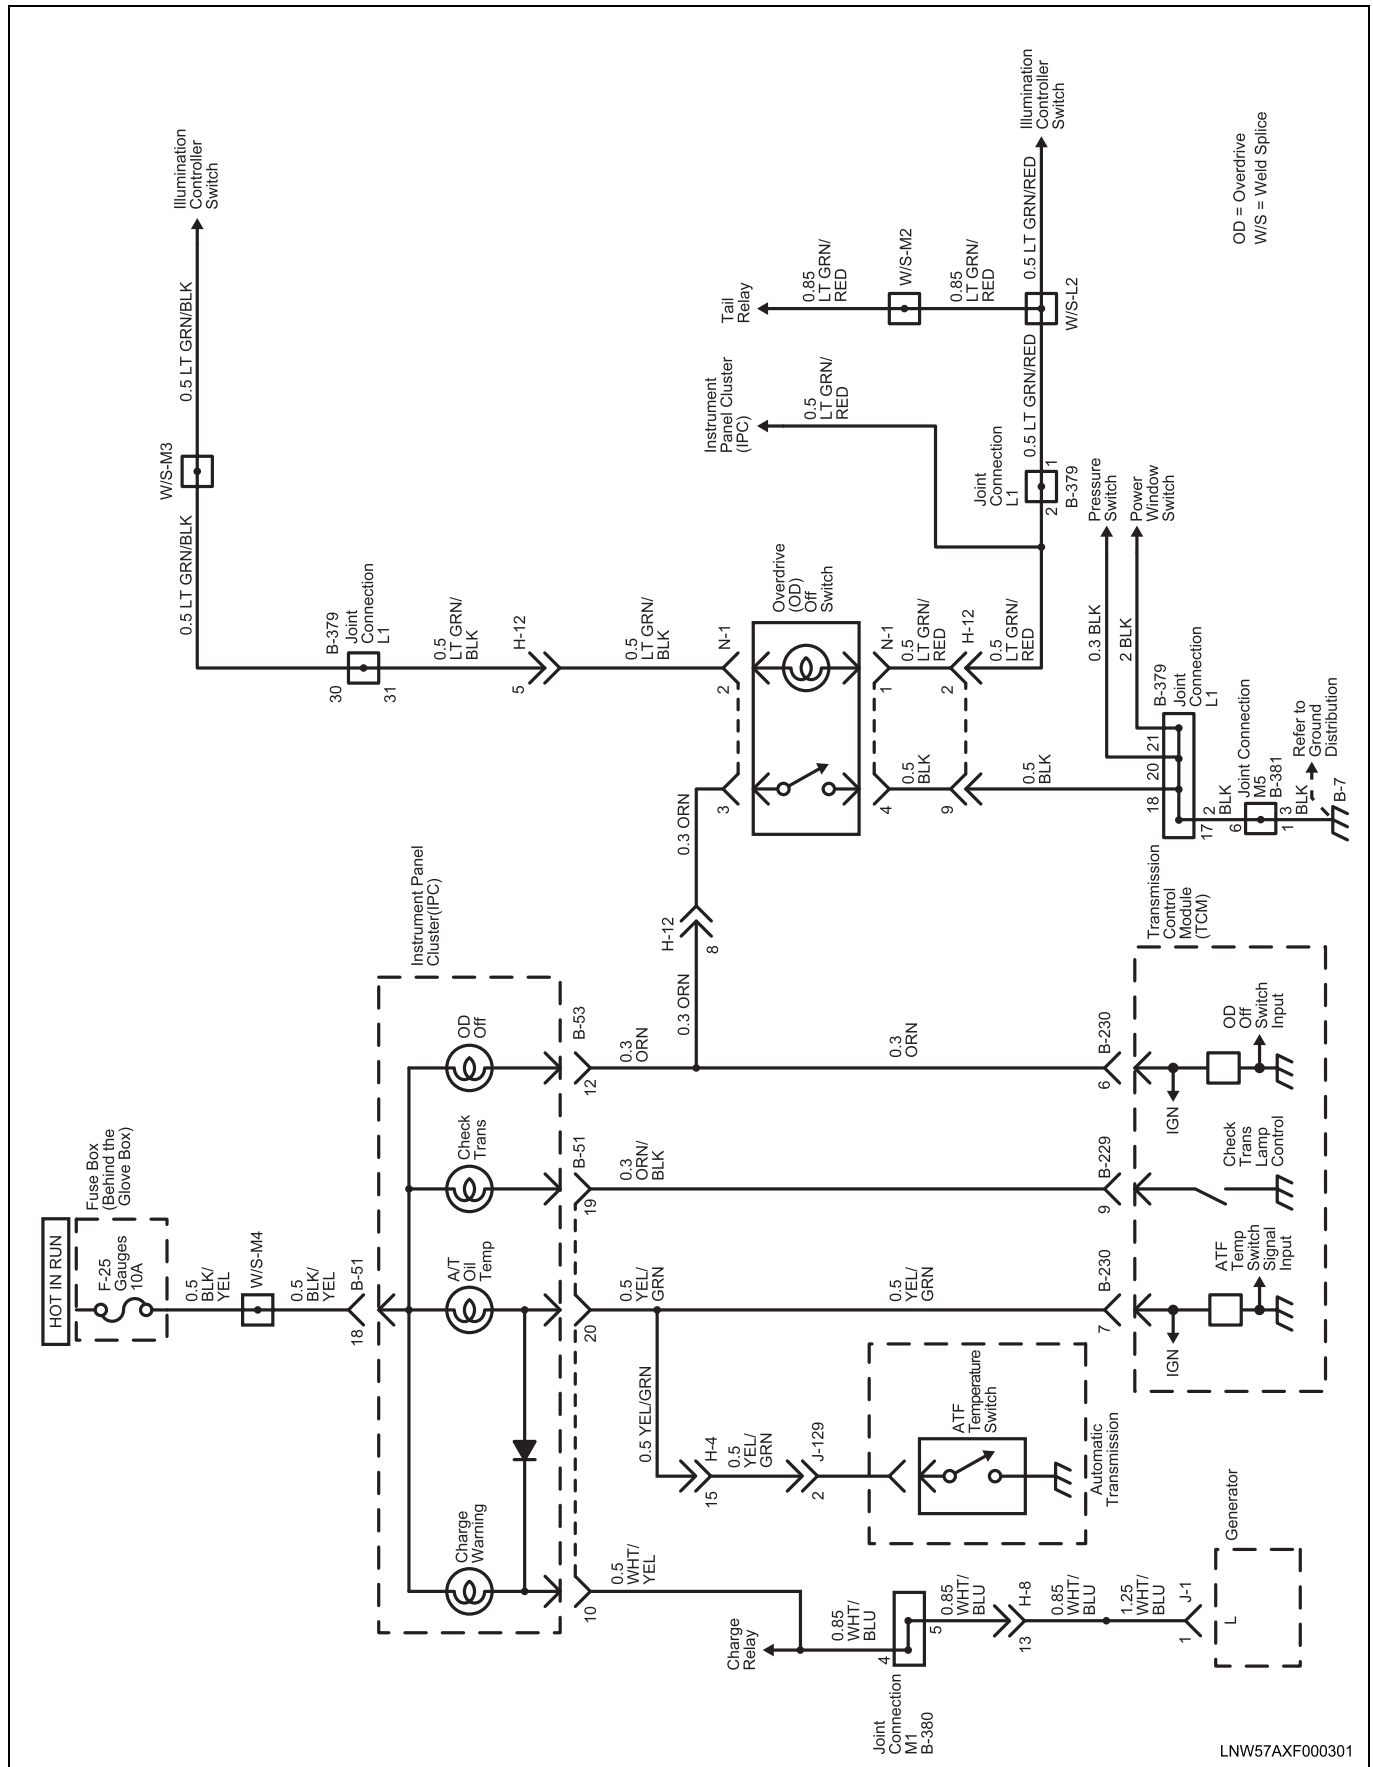 Illumination
Controller
Switch
0.5 LT GRN/BLK
W/S-M3
0.5 LT GRN/BLK
B-379
Joint
Connection
L1
30
31
0.5
LT GRN/
BLK
H-12
5
0.5
LT GRN/
BLK
N-1
2
Overdrive
(OD)
Off
Switch
N-1
1
0.5
LT GRN/
RED
H-12
2
0.5
LT GRN/
RED
Illumination
Controller
Switch
0.5 LT GRN/RED
Tail
Relay
0.85
LT GRN/
RED
W/S-M2
0.85
LT GRN/
RED
W/S-L2
0.5 LT GRN/RED
Instrument
Panel Cluster
(IPC)
0.5
LT GRN/
RED
Joint
Connection
L1
1
2
B-379
OD = Overdrive
W/S = Weld Splice
Pressure
Switch
Power
Window
Switch
0.3 BLK
2 BLK
B-379
Joint
Connection
L1
21
20
18
17
2
BLK
Joint Connection
M5
B-381
6
1
3
BLK
Refer to
Ground
Distribution
B-7
3
0.3 ORN
4
0.5
BLK
9
0.5
BLK
H-12
8
0.3 ORN
HOT IN RUN
Fuse Box
(Behind the
Glove Box)
F-25
Gauges
10A
0.5
BLK/
YEL
W/S-M4
0.5
BLK/
YEL
B-51
18
Instrument Panel
Cluster(IPC)
OD
Off
Check
Trans
A/T
Oil
Temp
Charge
Warning
B-53
12
0.3
ORN
0.3
ORN
B-230
6
B-51
19
0.3
ORN/
BLK
B-229
9
20
0.5
YEL/
GRN
0.5
YEL/
GRN
B-230
7
Transmission
Control
Module
(TCM)
IGN
OD
Off
Switch
Input
Check
Trans
Lamp
Control
IGN
ATF
Temp
Switch
Signal
Input
0.5 YEL/GRN
H-4
15
0.5
YEL/
GRN
J-129
2
ATF
Temperature
Switch
Automatic
Transmission
10
0.5
WHT/
YEL
Charge
Relay
0.85
WHT/
BLU
4
5
Joint
Connection
M1
B-380
0.85
WHT/
BLU
H-8
13
0.85
WHT/
BLU
1.25
WHT/
BLU
J-1
1
L
Generator
LNW57AXF000301